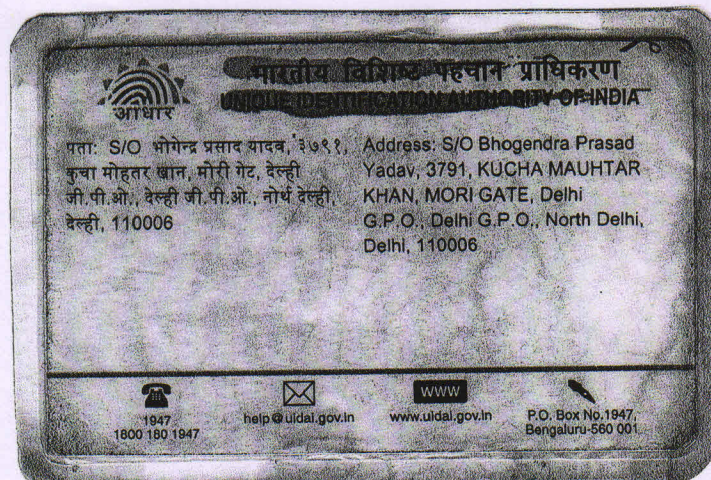 भारतीय विशिष्ट पहचान प्राधिकरण
आधार
UNIQUE IDENTIFICATION AUTHORITY OF INDIA
पता: S/O भोगेन्द्र प्रसाद यादव, ३७९१,
कुचा मोहतर खान, मोरी गेट, देल्ही
जी.पी.ओ., देल्ही जी.पी.ओ., नोर्थ देल्ही,
देल्ही, 110006
Address: S/O Bhogendra Prasad
Yadav, 3791, KUCHA MAUHTAR
KHAN, MORI GATE, Delhi
G.P.O., Delhi G.P.O., North Delhi,
Delhi, 110006
1947
1800 180 1947
help@uidai.gov.in
WWW
www.uidai.gov.in
P.O. Box No.1947,
Bengaluru-560 001